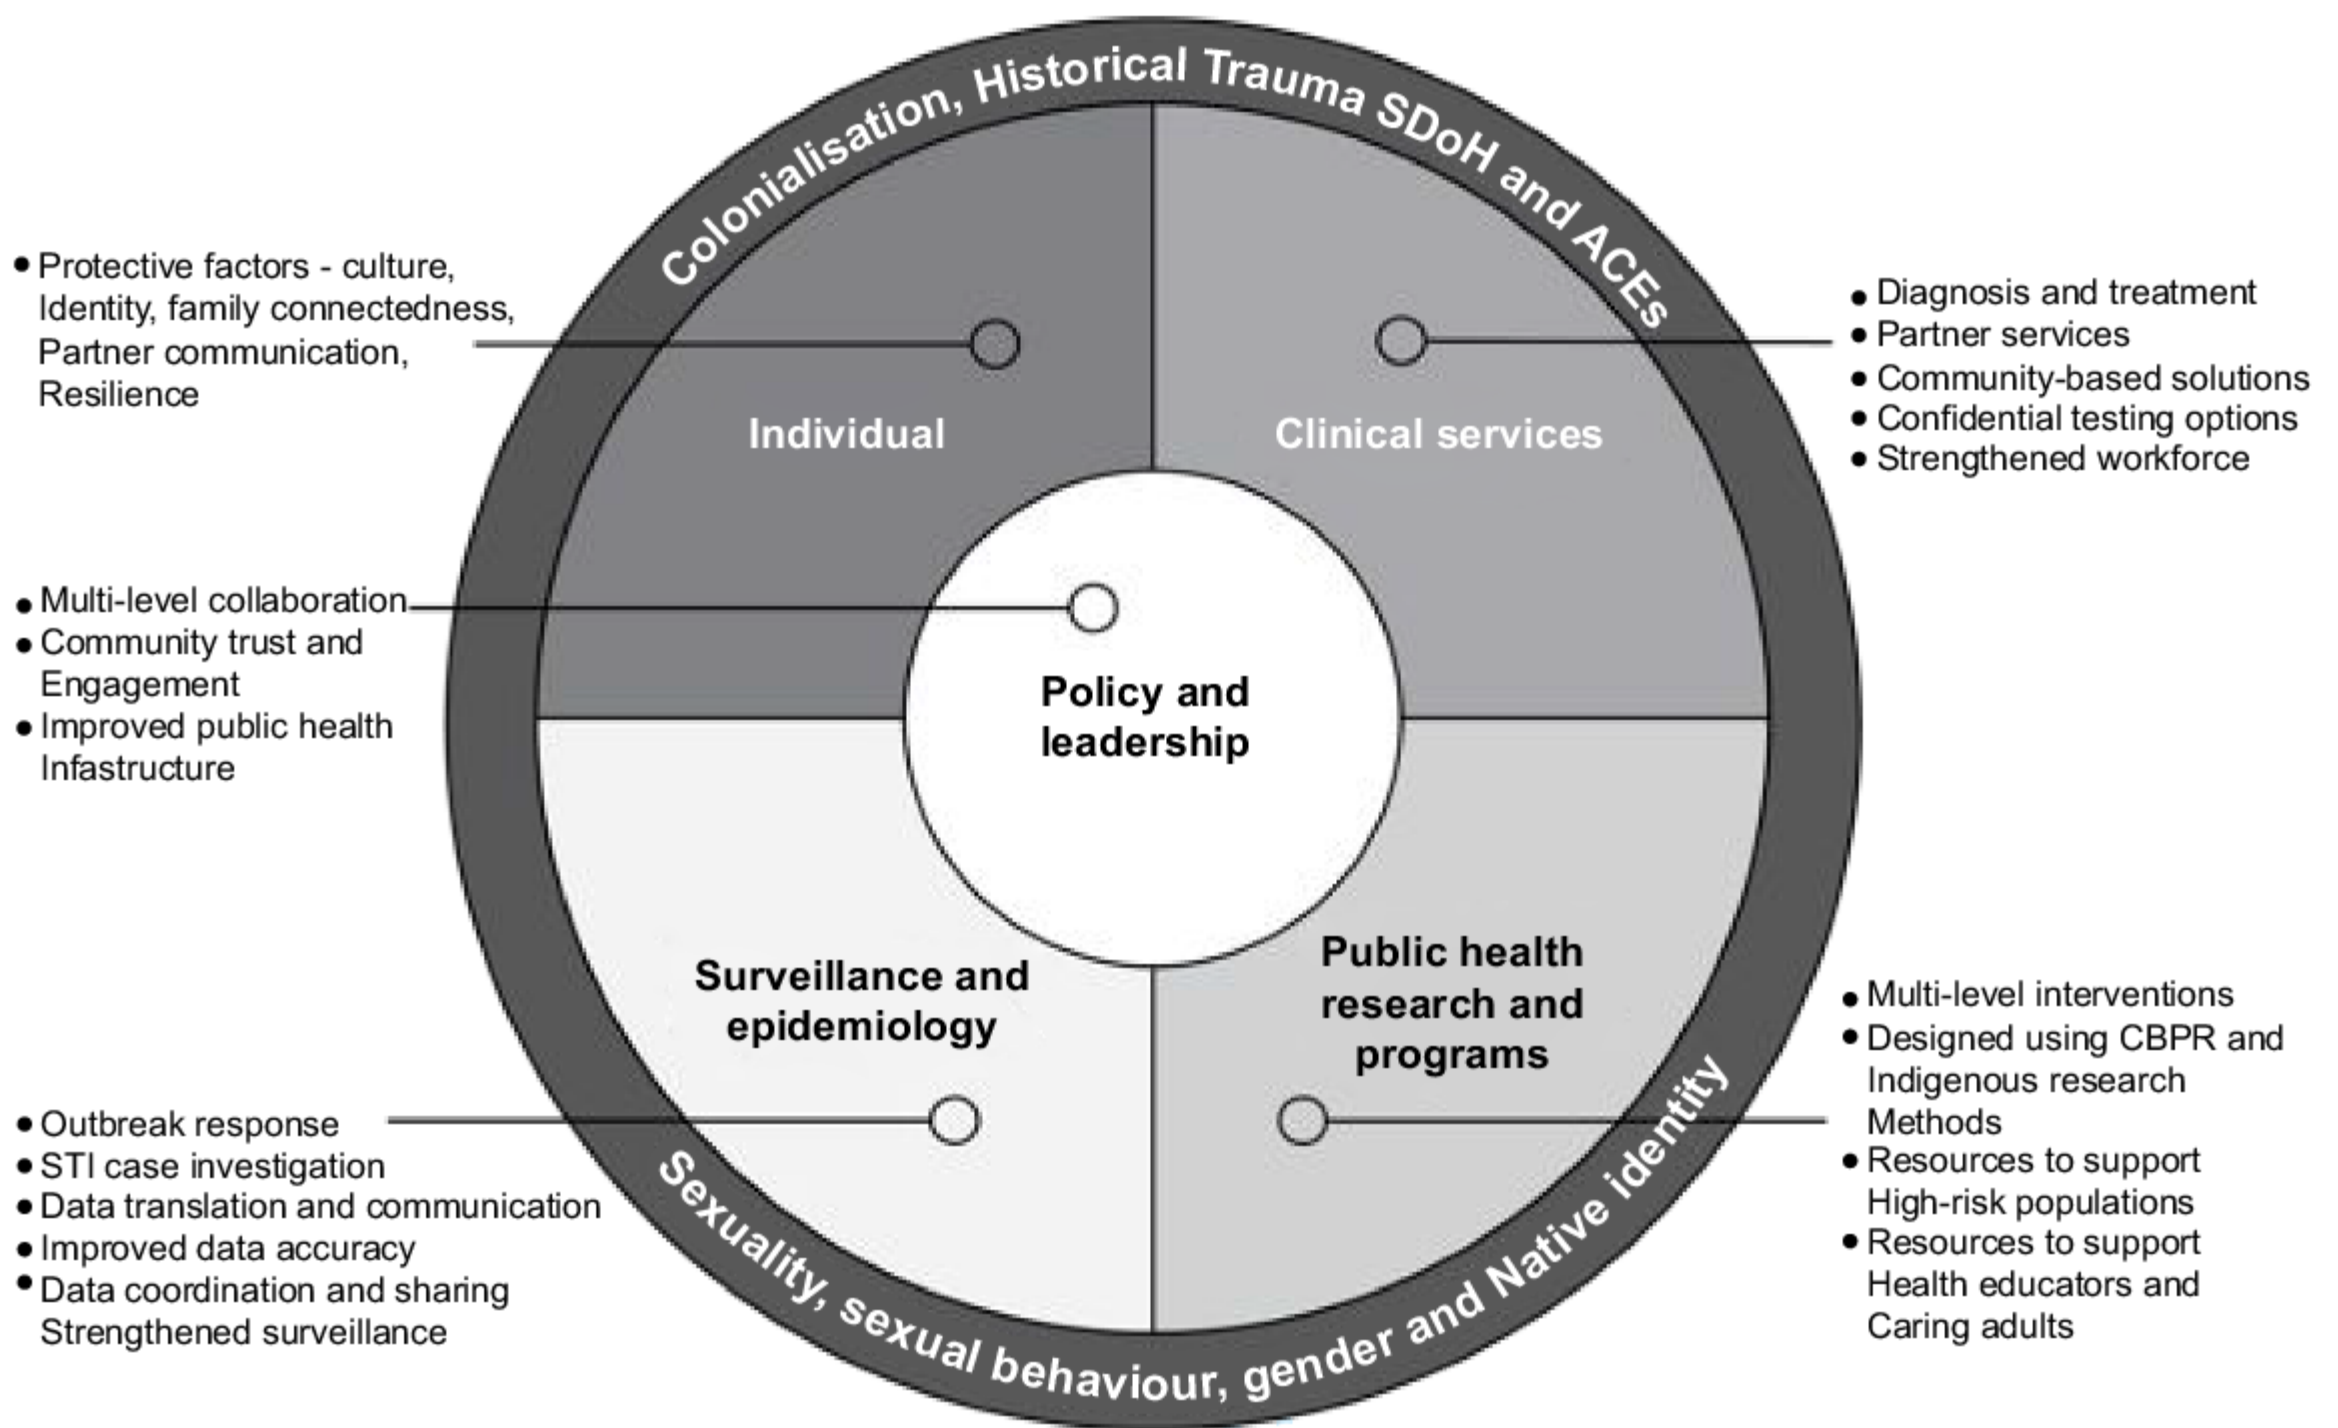 Colonialisation, Historical Trauma SDoH and ACEs
• Protective factors - culture,
Identity, family connectedness,
Partner communication,
Resilience
Individual
Clinical services
• Diagnosis and treatment
• Partner services
• Community-based solutions
• Confidential testing options
• Strengthened workforce
• Multi-level collaboration
• Community trust and
Engagement
• Improved public health
Infastructure
Policy and
leadership
Surveillance and
epidemiology
Public health
research and
programs
• Outbreak response
• STI case investigation
• Data translation and communication
• Improved data accuracy
• Data coordination and sharing
Strengthened surveillance
• Multi-level interventions
• Designed using CBPR and
Indigenous research
Methods
• Resources to support
High-risk populations
• Resources to support
Health educators and
Caring adults
Sexuality, sexual behaviour, gender and Native identity